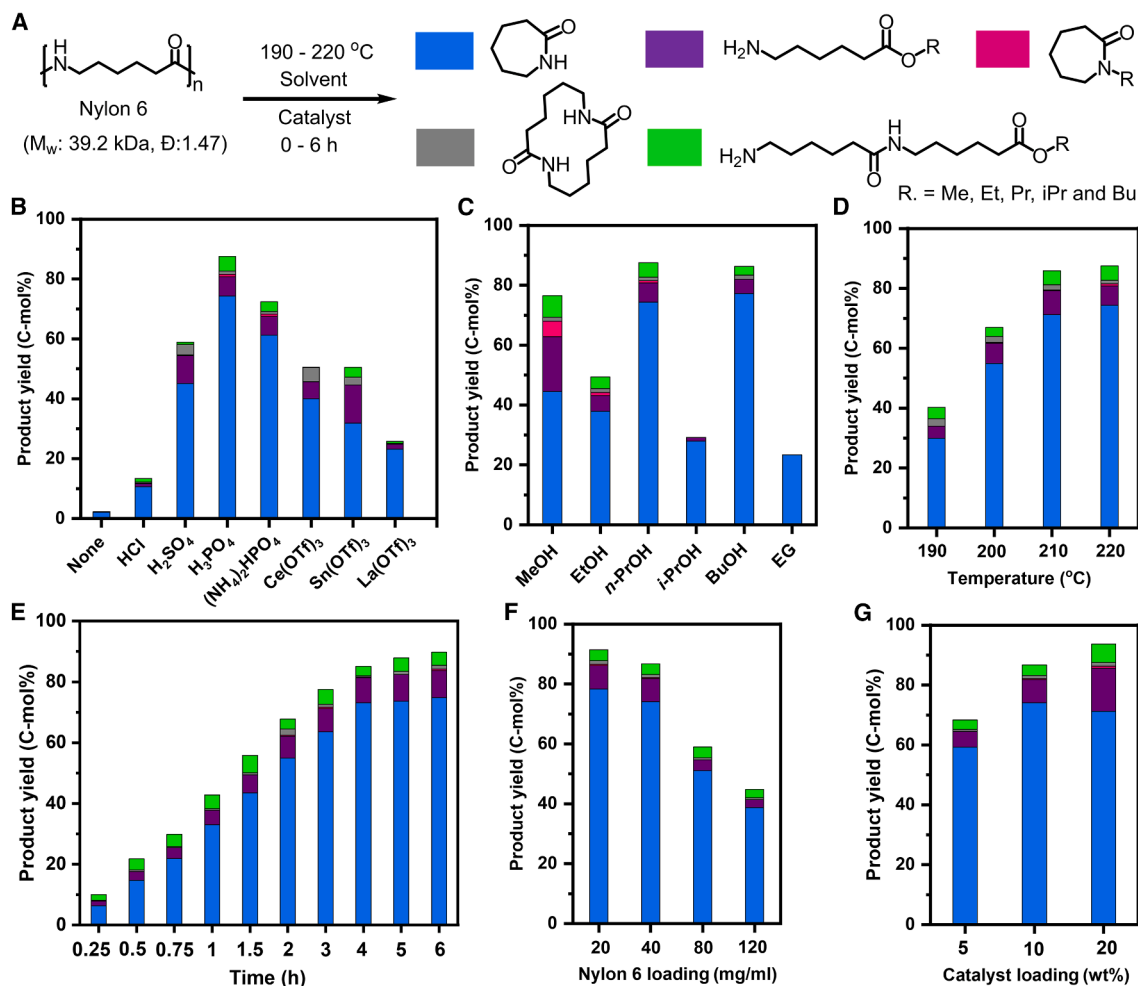 A
H
N
O
n
Nylon 6
(Mw: 39.2 kDa, Đ:1.47)
190 - 220 °C
Solvent
Catalyst
0 - 6 h
O
NH
H2N
O
O
R
O
N
R
NH
O
O
NH
H2N
O
H
N
O
O
R
R. = Me, Et, Pr, iPr and Bu
B
Product yield (C-mol%)
100
80
60
40
20
0
None
HCl
H2SO4
H3PO4
(NH4)2HPO4
Ce(OTf)3
Sn(OTf)3
La(OTf)3
C
Product yield (C-mol%)
100
80
60
40
20
0
MeOH
EtOH
n-PrOH
i-PrOH
BuOH
EG
D
Product yield (C-mol%)
100
80
60
40
20
0
190 200 210 220
Temperature (°C)
E
Product yield (C-mol%)
100
80
60
40
20
0
0.25 0.5 0.75 1 1.5 2 3 4 5 6
Time (h)
F
Product yield (C-mol%)
100
80
60
40
20
0
20 40 80 120
Nylon 6 loading (mg/ml)
G
Product yield (C-mol%)
100
80
60
40
20
0
5 10 20
Catalyst loading (wt%)